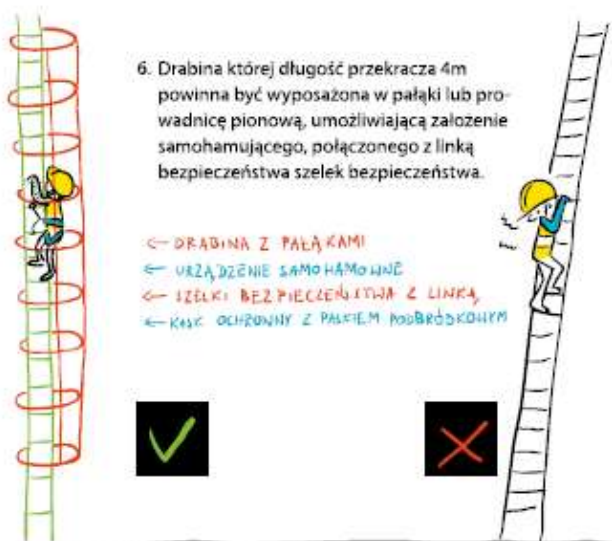 6. Drabina której długość przekracza 4m
powinna być wyposażona w pałąki lub pro-
wadnicę pionową, umożliwiającą założenie
samohamującego, połączonego z linką
bezpieczeństwa szelek bezpieczeństwa.
← DRABINA Z PAŁĄKAMI
← URZĄDZENIE SAMOHAMOWNE
← SZELKI BEZPIECZEŃSTWA Z LINKĄ
← KASK OCHRONNY Z PASKIEM PODBRÓDKOWYM